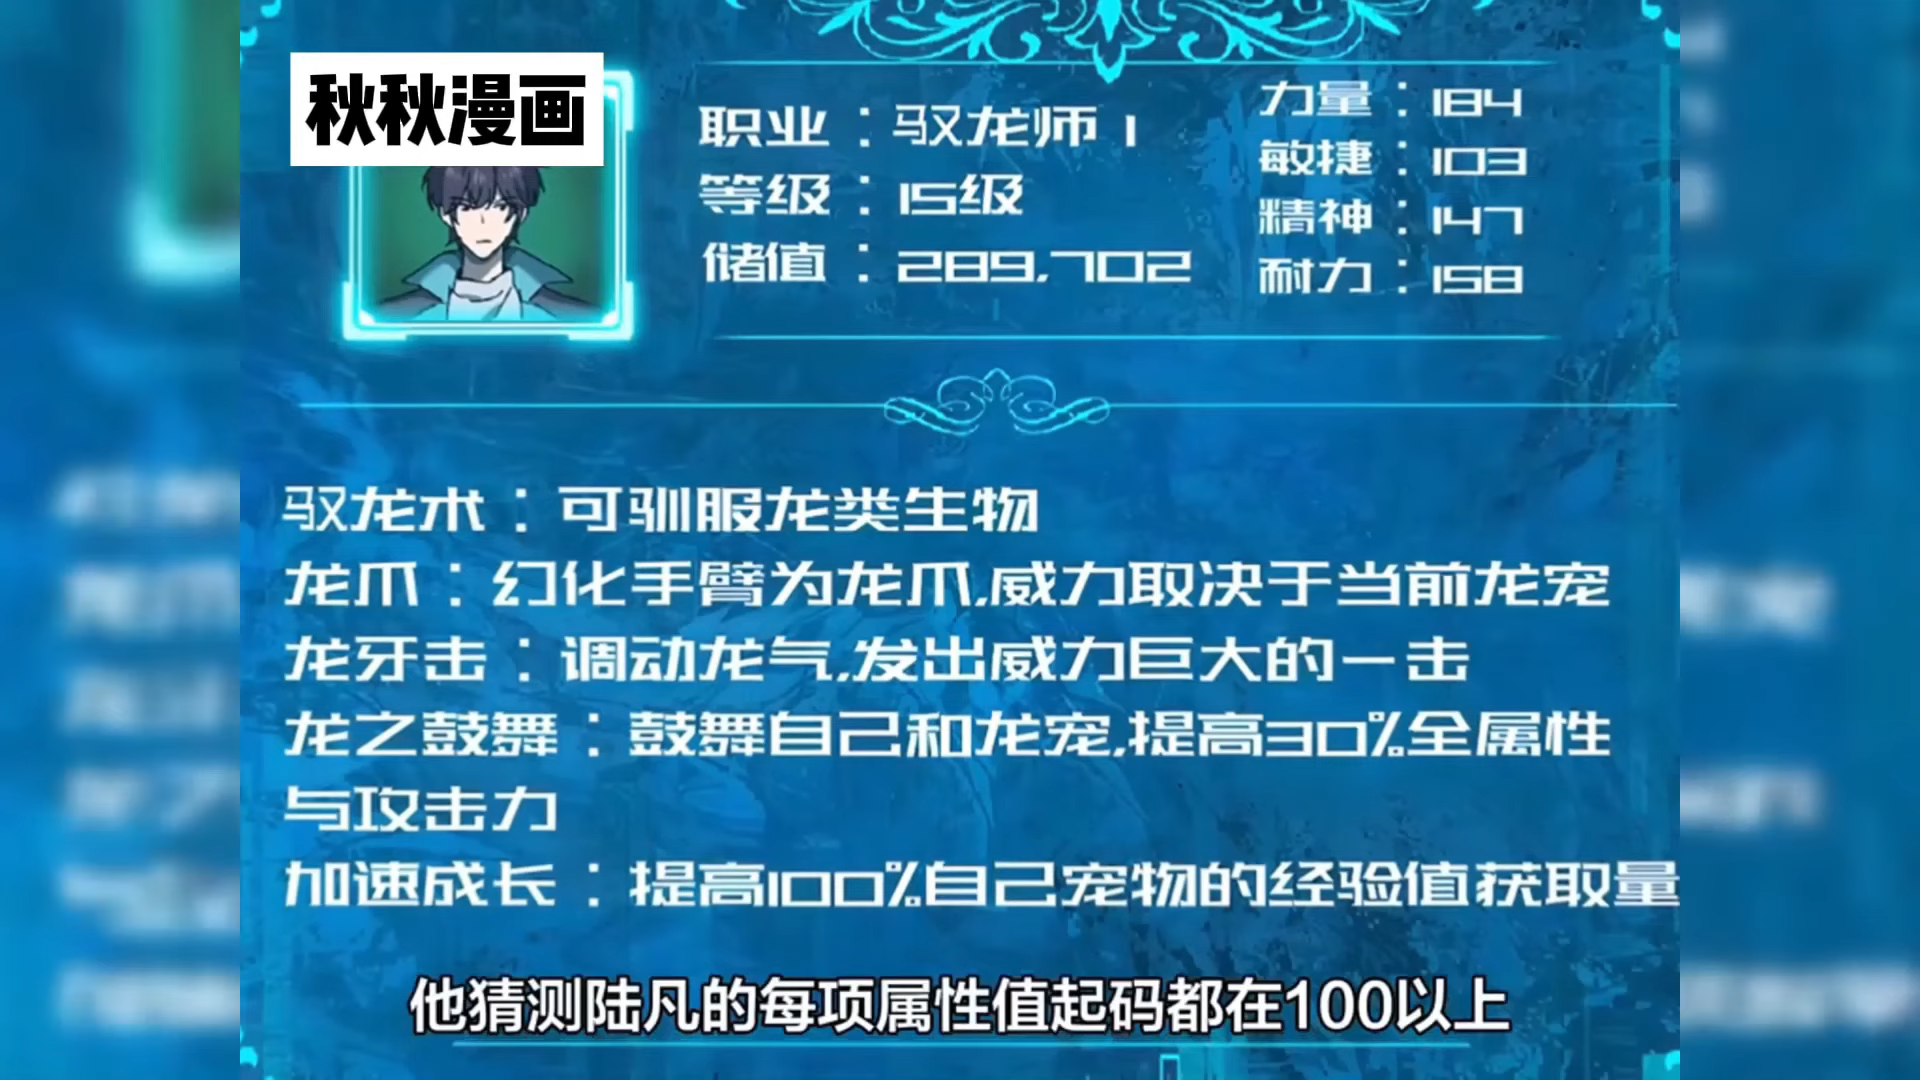 秋秋漫画
职业：驭龙师 1
等级：15级
储值：289,702
力量：184
敏捷：103
精神：147
耐力：158
驭龙术：可驯服龙类生物
龙爪：幻化手臂为龙爪,威力取决于当前龙宠
龙牙击：调动龙气,发出威力巨大的一击
龙之鼓舞：鼓舞自己和龙宠,提高30%全属性
与攻击力
加速成长：提高100%自己宠物的经验值获取量
他猜测陆凡的每项属性值起码都在100以上